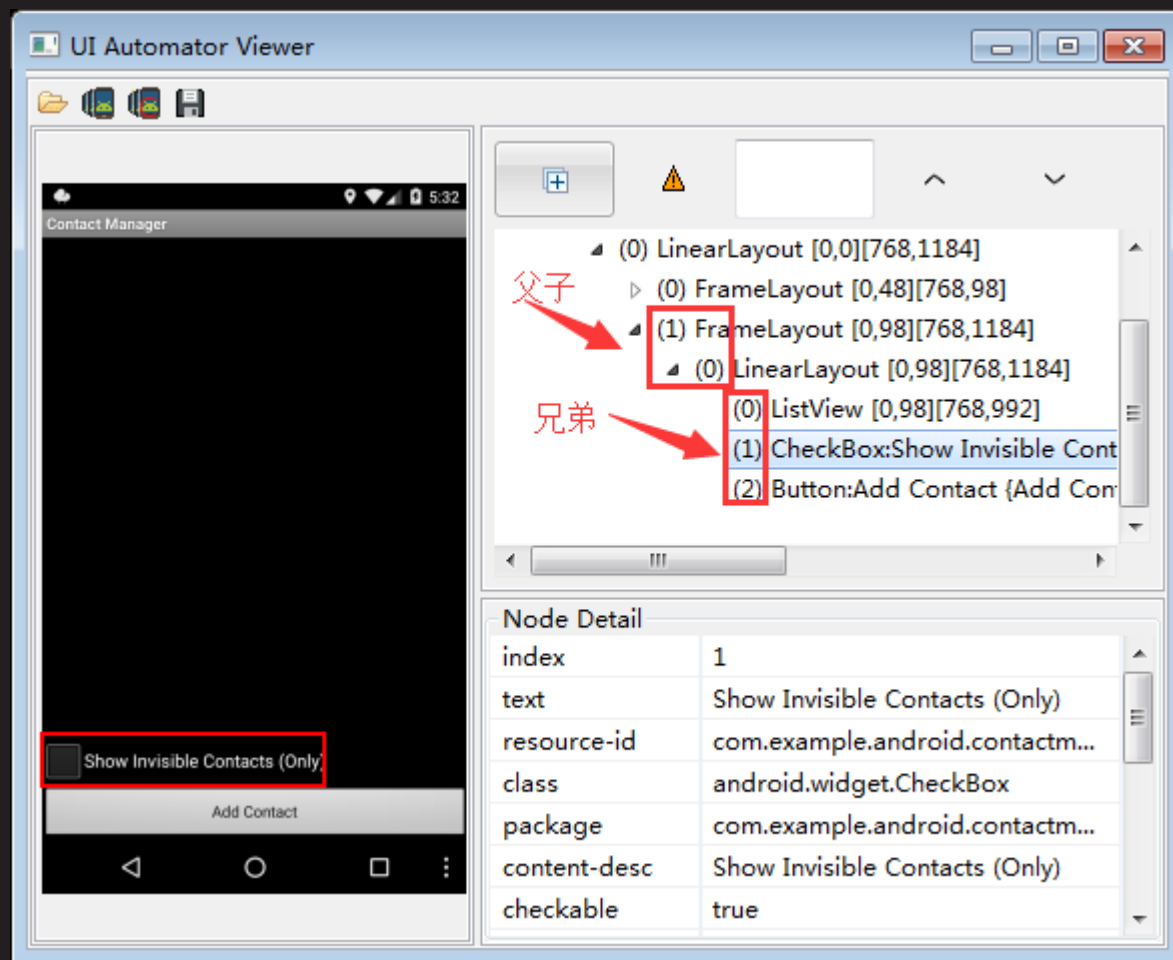 UI Automator Viewer
5:32
Contact Manager
Show Invisible Contacts (Only)
Add Contact
(0) LinearLayout [0,0][768,1184]
父子
(0) FrameLayout [0,48][768,98]
(1) FrameLayout [0,98][768,1184]
(0) LinearLayout [0,98][768,1184]
兄弟
(0) ListView [0,98][768,992]
(1) CheckBox:Show Invisible Cont
(2) Button:Add Contact {Add Con
Node Detail
index 1
text Show Invisible Contacts (Only)
resource-id com.example.android.contactm...
class android.widget.CheckBox
package com.example.android.contactm...
content-desc Show Invisible Contacts (Only)
checkable true